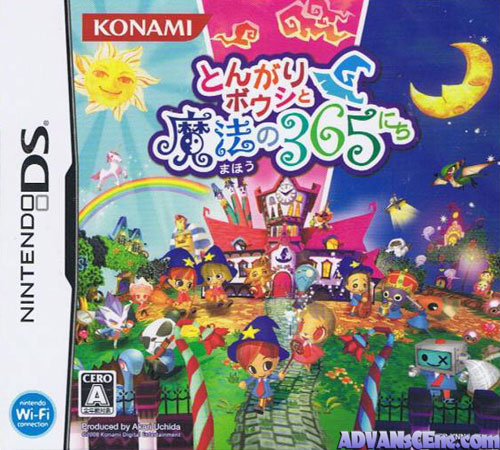 KONAMI
とんがり
ボウシと
魔法の365にち
まほう
NINTENDO DS
CERO
A
全年齢対象
nintendo
Wi-Fi
connection
Produced by Akari Uchida
©2008 Konami Digital Entertainment
ADVANsCEne.com